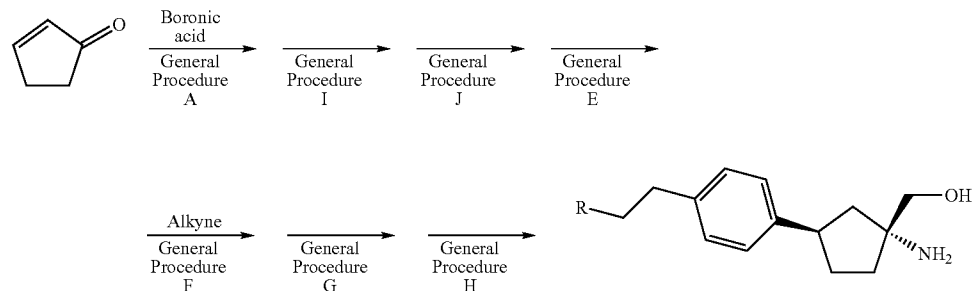 O
Boronic
acid
General
Procedure
A
General
Procedure
I
General
Procedure
J
General
Procedure
E
Alkyne
General
Procedure
F
General
Procedure
G
General
Procedure
H
R
OH
NH2